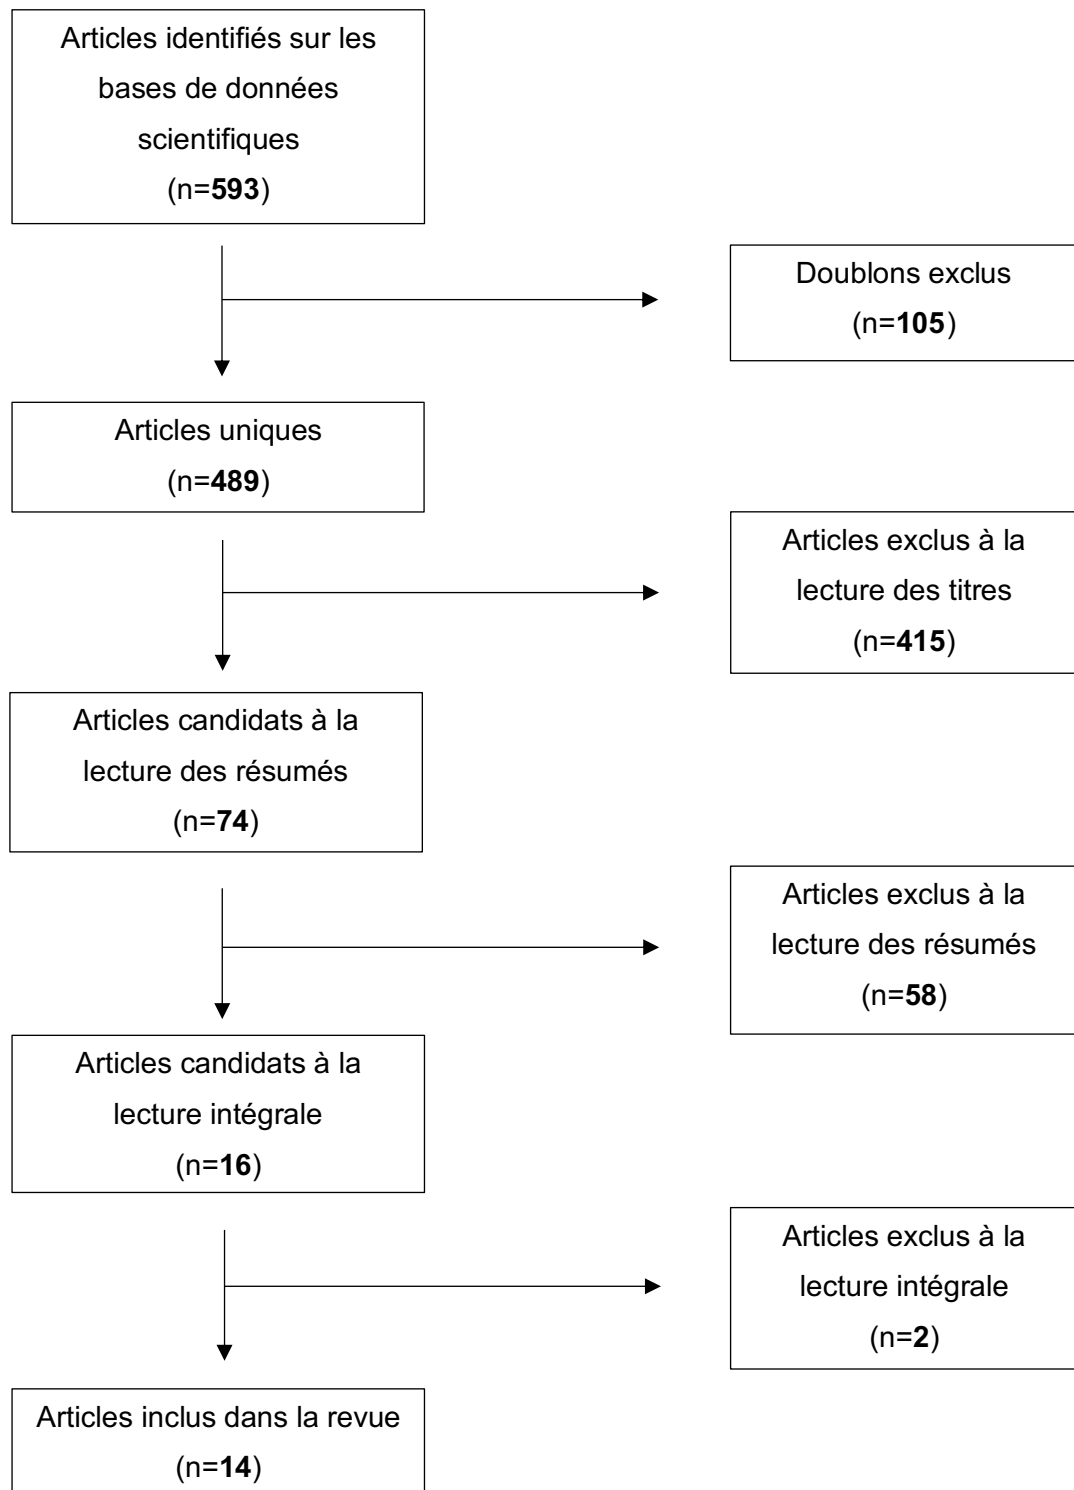 Articles identifiés sur les
bases de données
scientifiques
(n=593)
Doublons exclus
(n=105)
Articles uniques
(n=489)
Articles exclus à la
lecture des titres
(n=415)
Articles candidats à la
lecture des résumés
(n=74)
Articles exclus à la
lecture des résumés
(n=58)
Articles candidats à la
lecture intégrale
(n=16)
Articles exclus à la
lecture intégrale
(n=2)
Articles inclus dans la revue
(n=14)